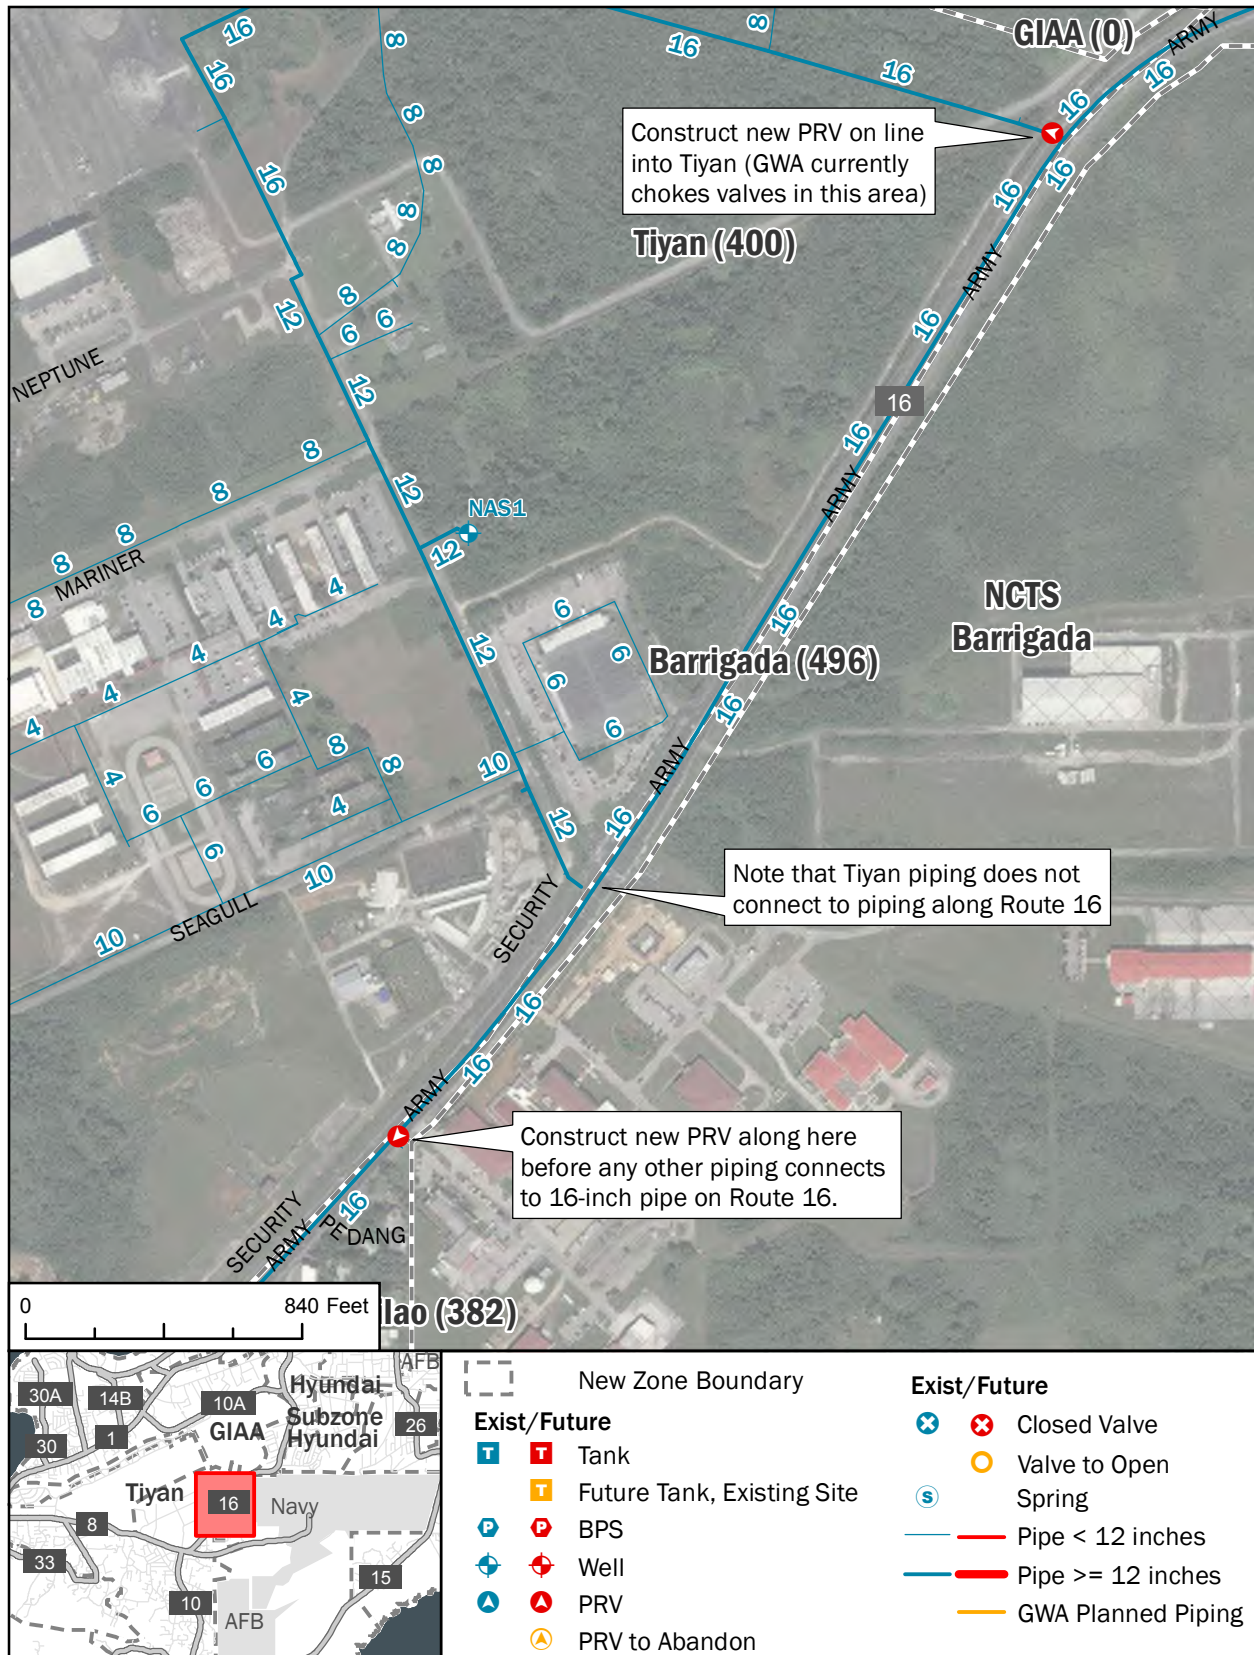 16
8
8
16
16
GIAA (0)
ARMY
16
16
16
8
8
16
Construct new PRV on line
into Tiyan (GWA currently
chokes valves in this area)
16
16
16
8
8
Tiyan (400)
ARMY
8
12
6
6
16
NEPTUNE
12
16
16
8
8
12
ARMY
NAS1
8
8
MARINER
12
8
4
4
6
16
NCTS
Barrigada
4
12
6
Barrigada (496)
4
4
4
6
16
6
8
8
6
10
ARMY
4
6
6
4
12
16
6
10
Note that Tiyan piping does not
connect to piping along Route 16
SEAGULL
SECURITY
10
16
16
ARMY
Construct new PRV along here
before any other piping connects
to 16-inch pipe on Route 16.
16
SECURITY
ARMY
PEDANG
0
840 Feet
ilao (382)
30A
14B
10A
Hyundai
AFB
30
1
GIAA
Subzone
Hyundai
26
Tiyan
16
Navy
8
33
10
15
AFB
New Zone Boundary
Exist/Future
T
T
Tank
T
Future Tank, Existing Site
P
P
BPS
Well
PRV
PRV to Abandon
Exist/Future
Closed Valve
Valve to Open
S
Spring
Pipe < 12 inches
Pipe >= 12 inches
GWA Planned Piping